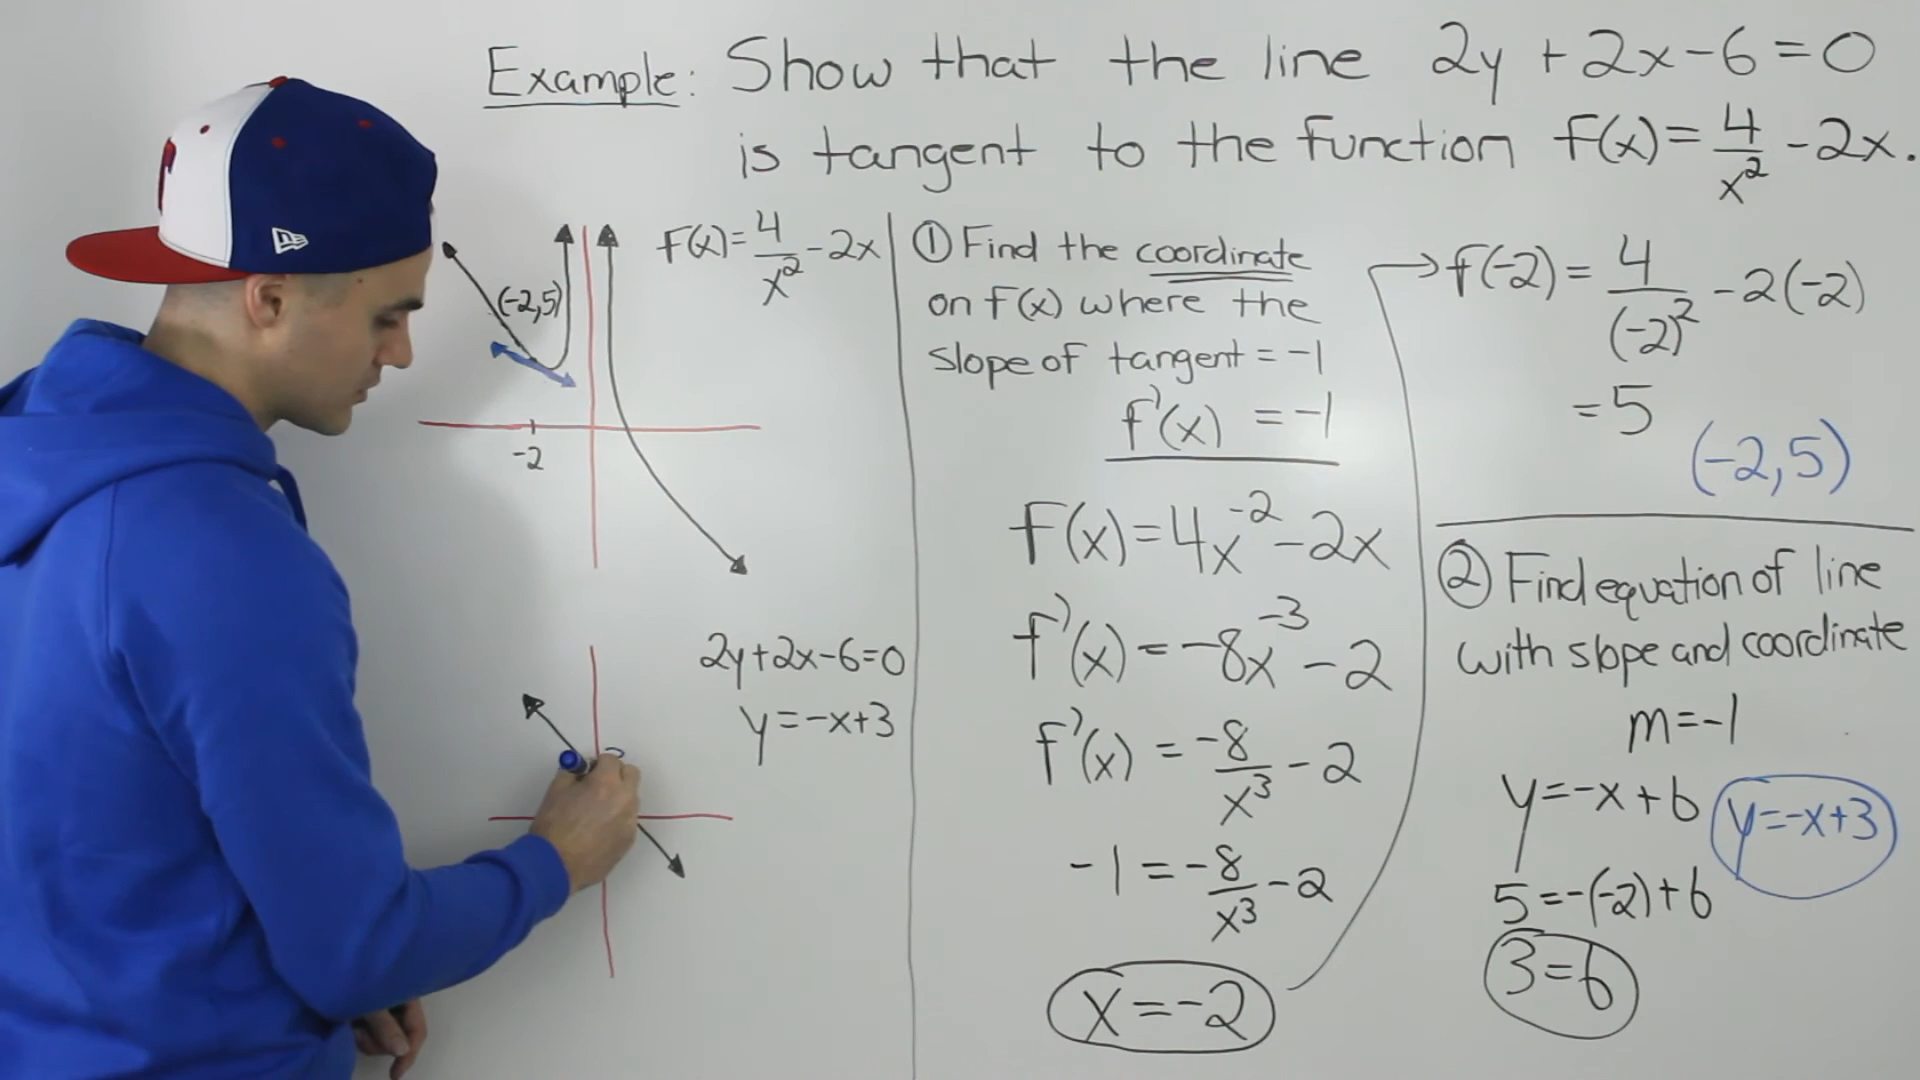 Example: Show that the line 2y+2x-6=0
is tangent to the function f(x)=4/x²-2x.
f(x)=4/x²-2x
(-2,5)
-2
2y+2x-6=0
y=-x+3
① Find the coordinate
on f(x) where the
slope of tangent = -1
f'(x) = -1
f(x)=4x⁻²-2x
f'(x)=-8x⁻³-2
f'(x)=-8/x³-2
-1=-8/x³-2
x=-2
→f(-2)=4/(-2)²-2(-2)
=5
(-2,5)
② Find equation of line
with slope and coordinate
m=-1
y=-x+b
y=-x+3
5=-(-2)+b
3=b